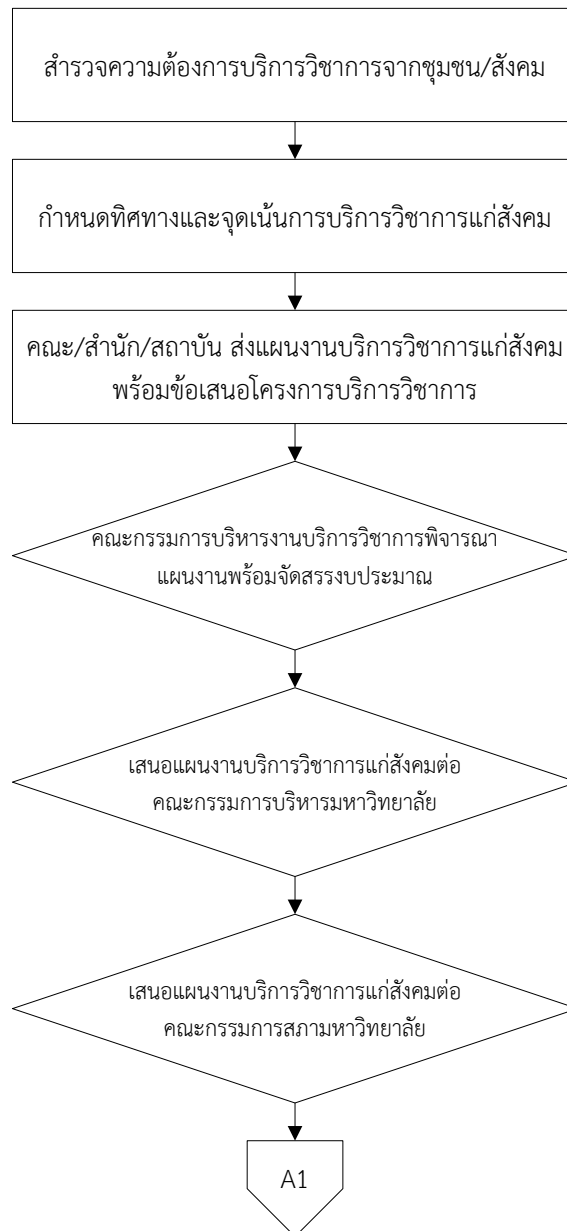 สำรวจความต้องการบริการวิชาการจากชุมชน/สังคม
กำหนดทิศทางและจุดเน้นการบริการวิชาการแก่สังคม
คณะ/สำนัก/สถาบัน ส่งแผนงานบริการวิชาการแก่สังคม
พร้อมข้อเสนอโครงการบริการวิชาการ
คณะกรรมการบริหารงานบริการวิชาการพิจารณา
แผนงานพร้อมจัดสรรงบประมาณ
เสนอแผนงานบริการวิชาการแก่สังคมต่อ
คณะกรรมการบริหารมหาวิทยาลัย
เสนอแผนงานบริการวิชาการแก่สังคมต่อ
คณะกรรมการสภามหาวิทยาลัย
A1